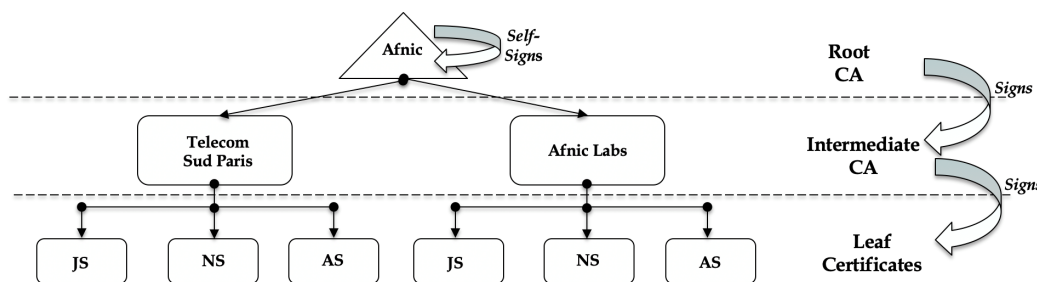 Afnic
Self-
Signs
Root
CA
Signs
Telecom
Sud Paris
Afnic Labs
Intermediate
CA
Signs
JS
NS
AS
JS
NS
AS
Leaf
Certificates